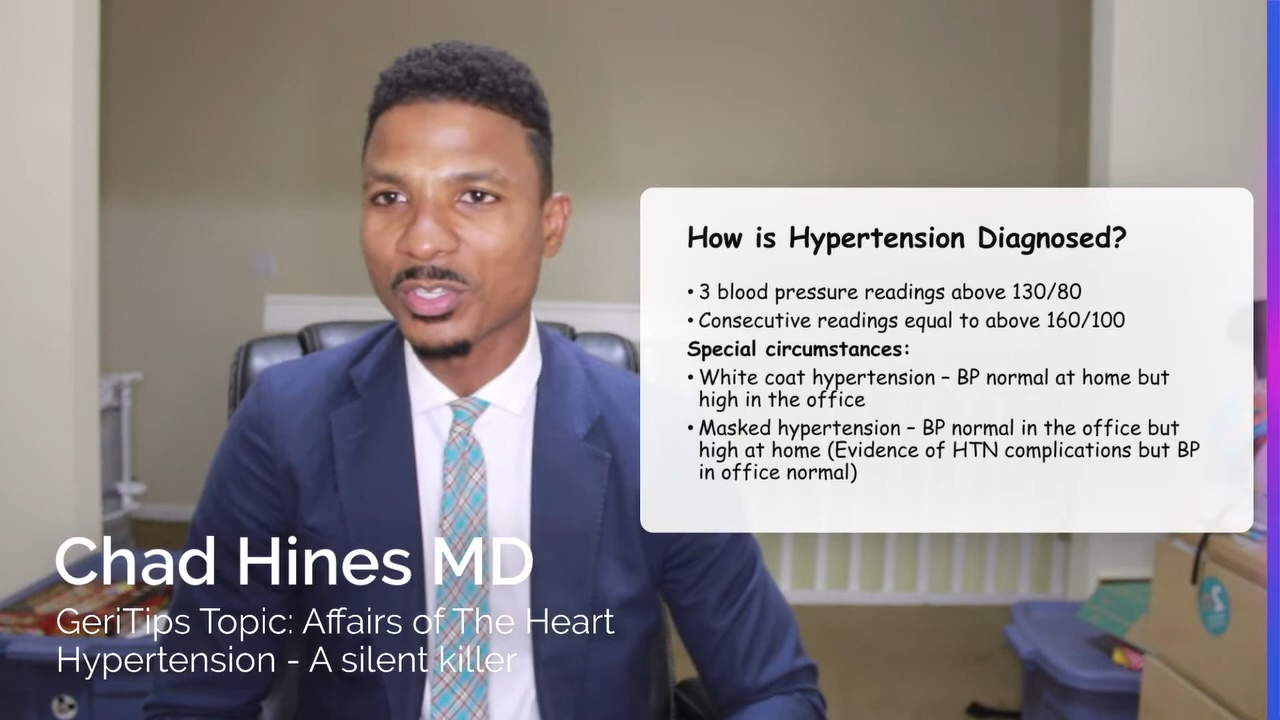 How is Hypertension Diagnosed?
• 3 blood pressure readings above 130/80
• Consecutive readings equal to above 160/100
Special circumstances:
• White coat hypertension – BP normal at home but
high in the office
• Masked hypertension – BP normal in the office but
high at home (Evidence of HTN complications but BP
in office normal)
Chad Hines MD
GeriTips Topic: Affairs of The Heart
Hypertension - A silent killer